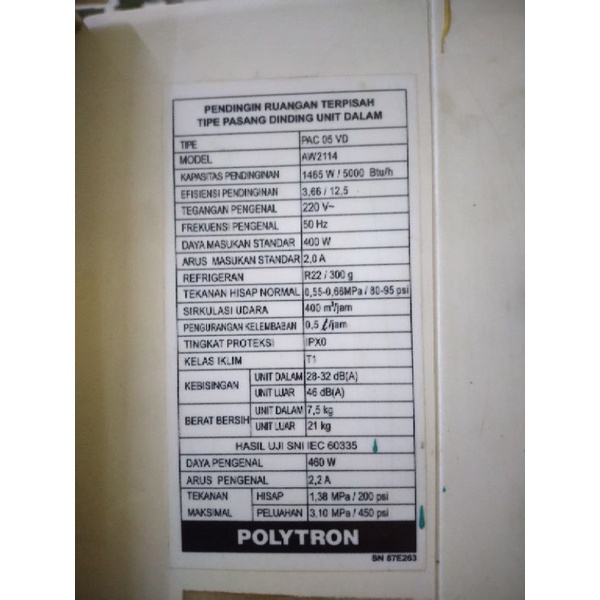 PENDINGIN RUANGAN TERPISAH
TIPE PASANG DINDING UNIT DALAM
TIPE PAC 05 VD
MODEL AW2114
KAPASITAS PENDINGINAN 1465 W / 5000 Btu/h
EFISIENSI PENDINGINAN 3,66 / 12.5
TEGANGAN PENGENAL 220 V~
FREKUENSI PENGENAL 50 Hz
DAYA MASUKAN STANDAR 400 W
ARUS MASUKAN STANDAR 2,0 A
REFRIGERAN R22 / 300 g
TEKANAN HISAP NORMAL 0,55-0,66MPa / 80-95 psi
SIRKULASI UDARA 400 m³/jam
PENGURANGAN KELEMBABAN 0,5 ℓ/jam
TINGKAT PROTEKSI IPX0
KELAS IKLIM T1
KEBISINGAN UNIT DALAM 28-32 dB(A)
UNIT LUAR 46 dB(A)
BERAT BERSIH UNIT DALAM 7,5 kg
UNIT LUAR 21 kg
HASIL UJI SNI IEC 60335
DAYA PENGENAL 460 W
ARUS PENGENAL 2,2 A
TEKANAN MAKSIMAL HISAP 1,38 MPa / 200 psi
PELUAHAN 3,10 MPa / 450 psi
POLYTRON
SN 87E263